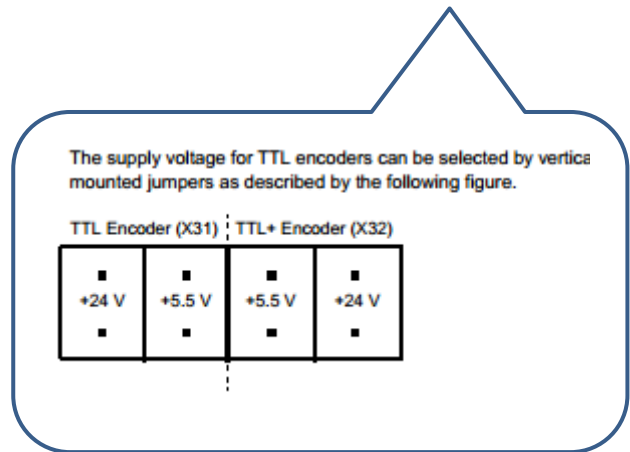 The supply voltage for TTL encoders can be selected by vertica
mounted jumpers as described by the following figure.
TTL Encoder (X31) TTL+ Encoder (X32)
+24 V +5.5 V +5.5 V +24 V